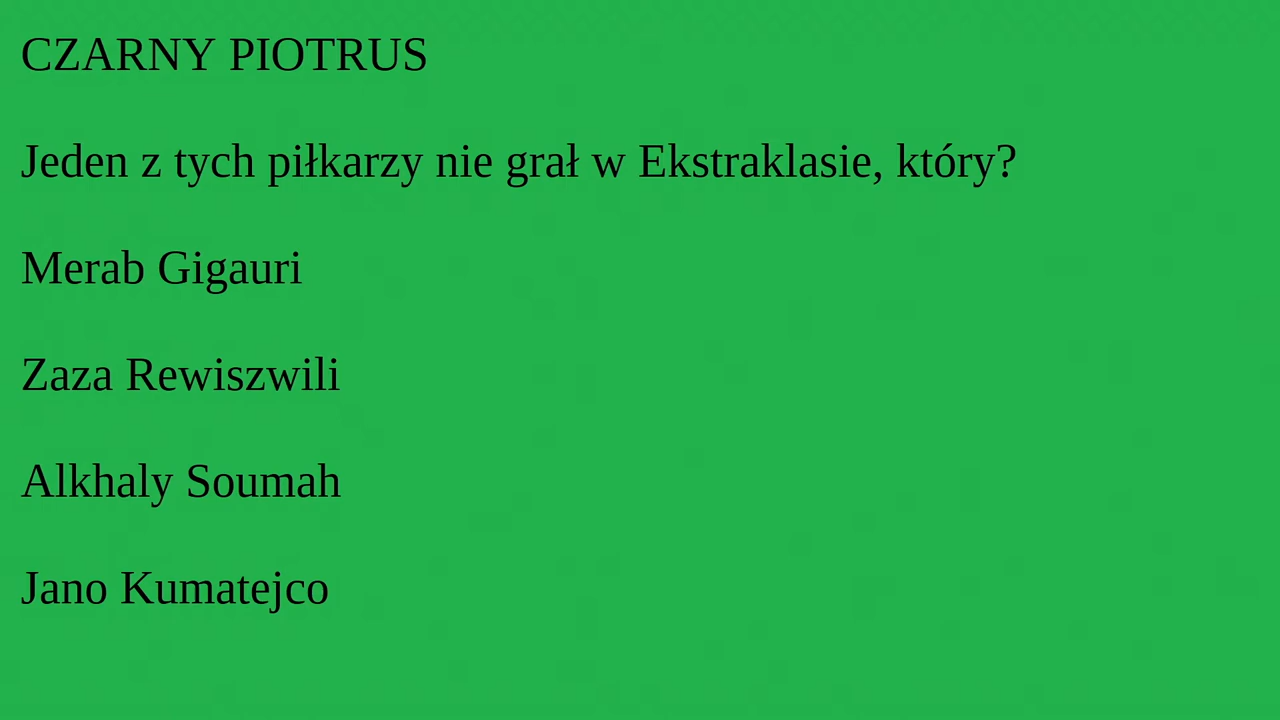 CZARNY PIOTRUS
Jeden z tych piłkarzy nie grał w Ekstraklasie, który?
Merab Gigauri
Zaza Rewiszwili
Alkhaly Soumah
Jano Kumatejco